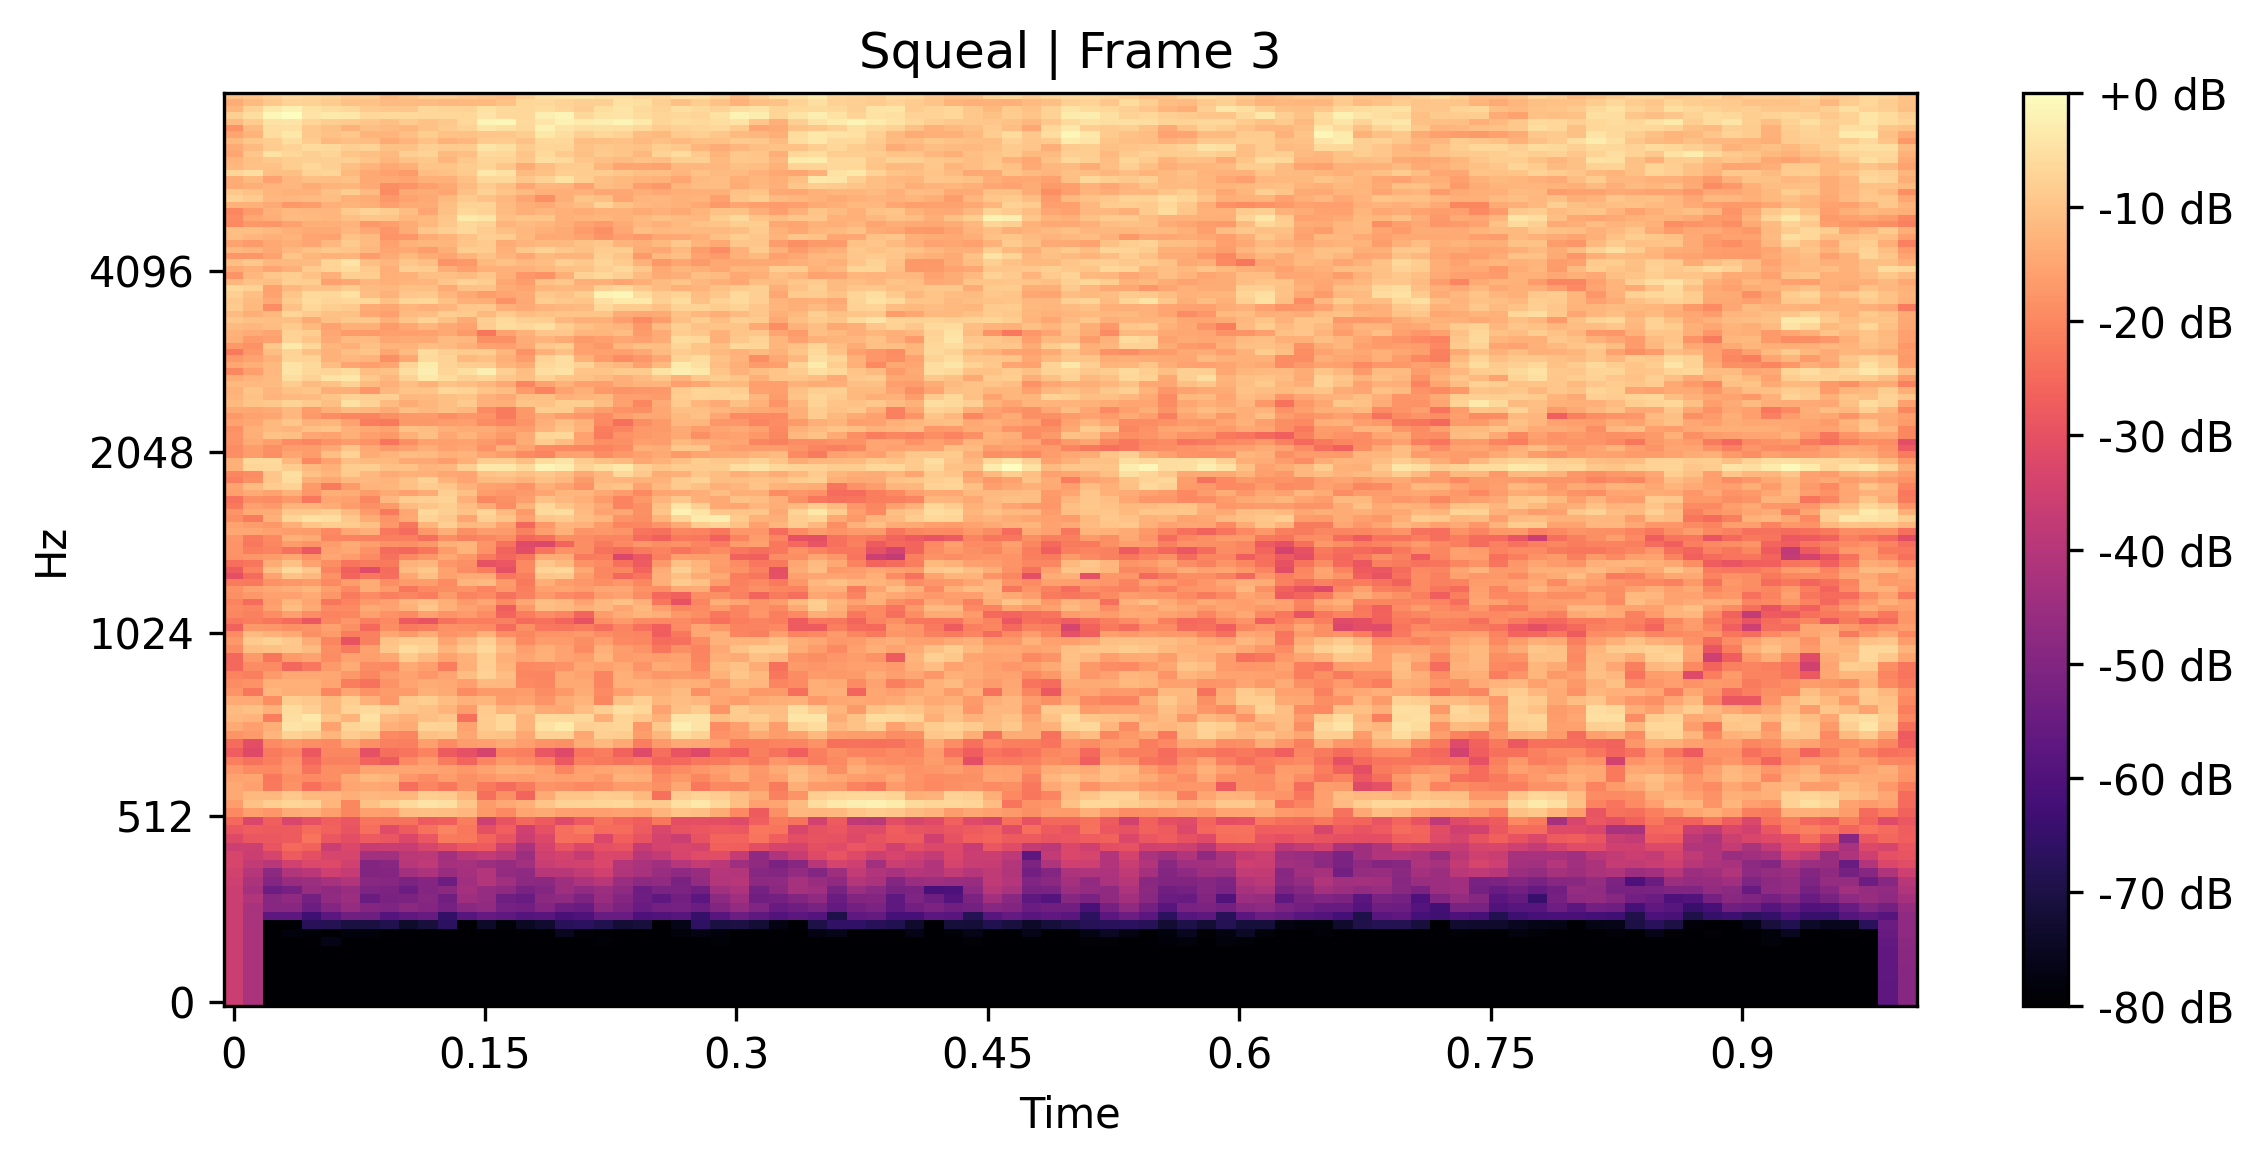 Squeal | Frame 3
+0 dB
-10 dB
-20 dB
-30 dB
-40 dB
-50 dB
-60 dB
-70 dB
-80 dB
Hz
4096
2048
1024
512
0
0 0.15 0.3 0.45 0.6 0.75 0.9
Time